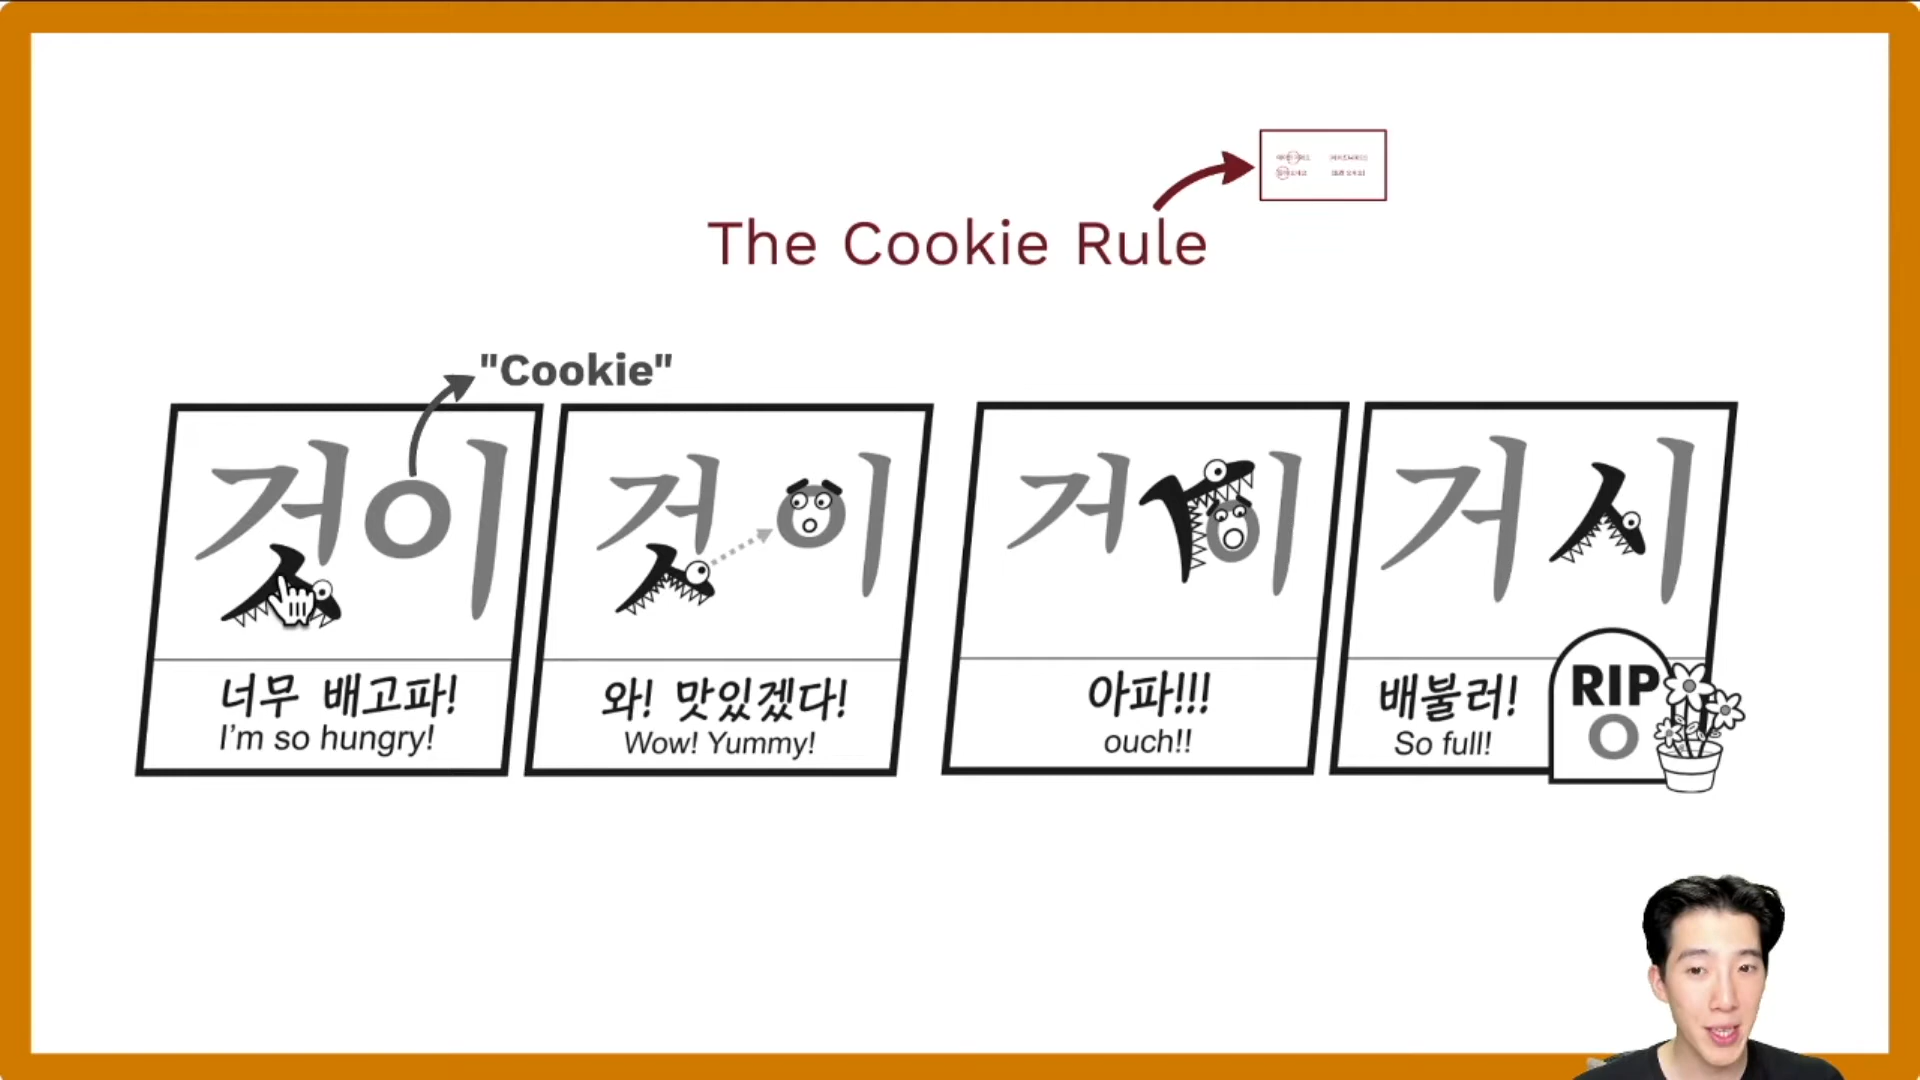 The Cookie Rule
"Cookie"
것이
것이
거이
거시
너무 배고파!
I'm so hungry!
와! 맛있겠다!
Wow! Yummy!
아파!!!
ouch!!
배불러!
So full!
RIP
ㅇ